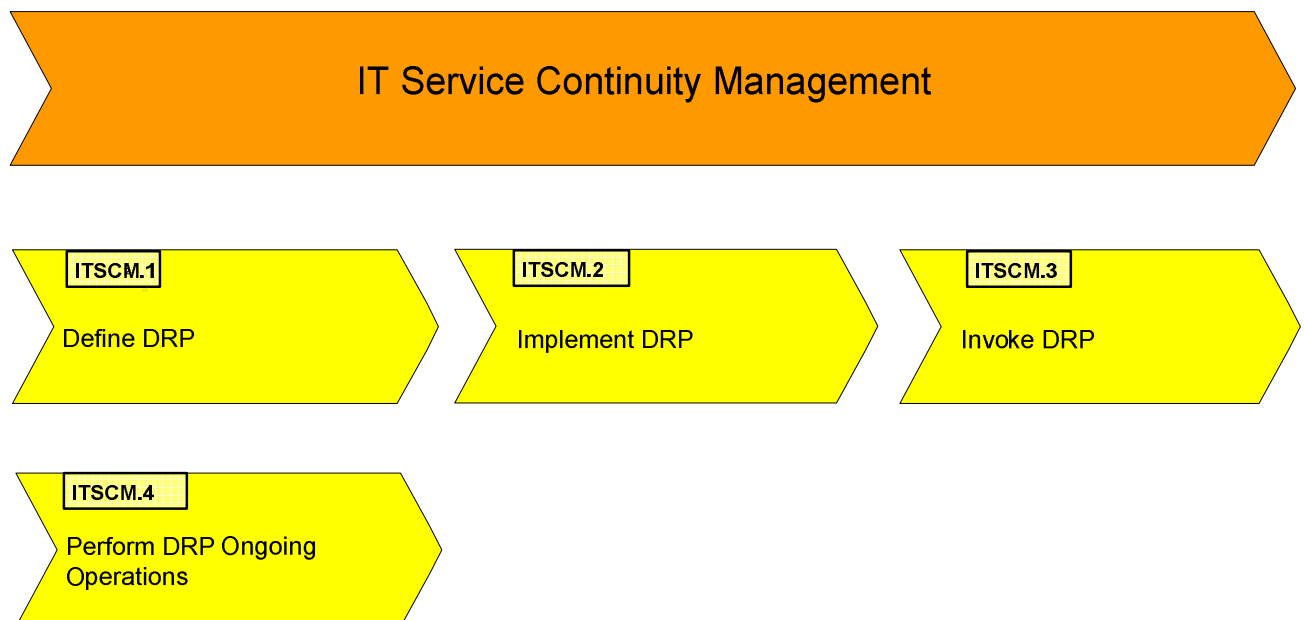 IT Service Continuity Management
ITSCM.1
Define DRP
ITSCM.2
Implement DRP
ITSCM.3
Invoke DRP
ITSCM.4
Perform DRP Ongoing
Operations